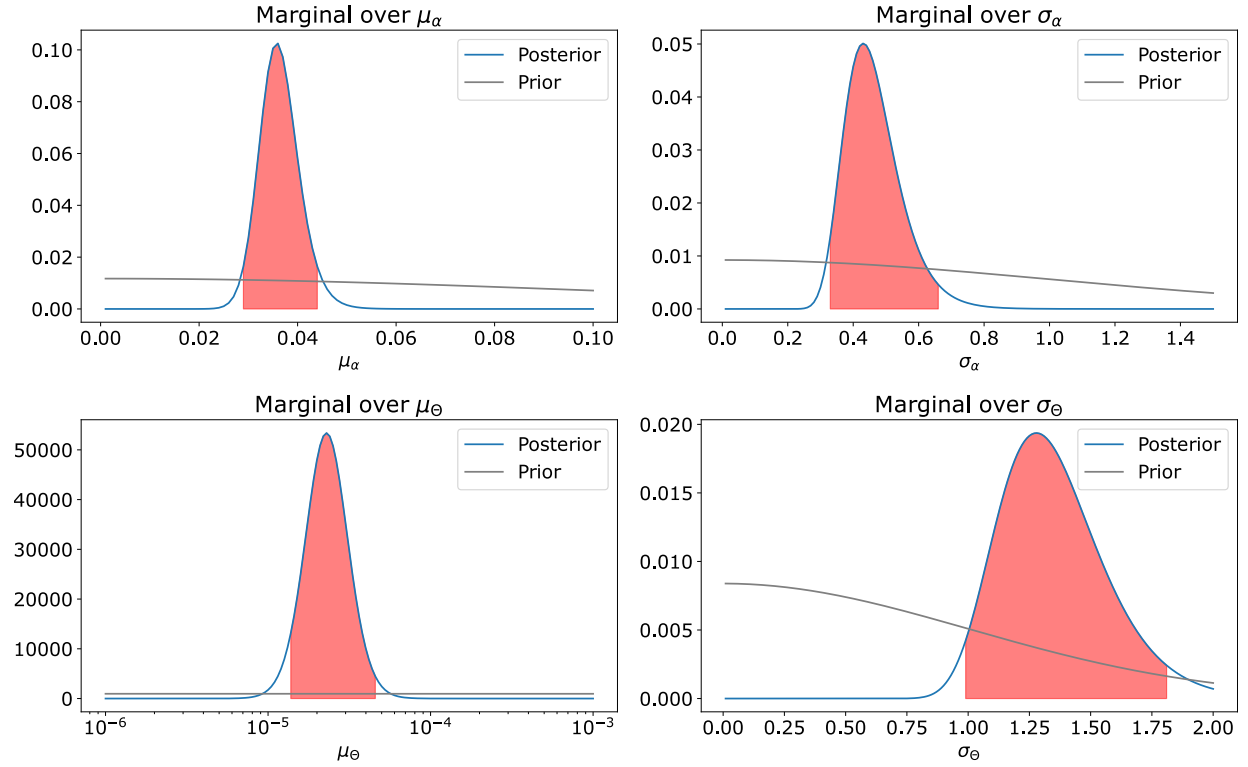 Marginal over μ_α
0.10
0.08
0.06
0.04
0.02
0.00
Posterior
Prior
0.00 0.02 0.04 0.06 0.08 0.10
μ_α
Marginal over σ_α
0.05
0.04
0.03
0.02
0.01
0.00
Posterior
Prior
0.0 0.2 0.4 0.6 0.8 1.0 1.2 1.4
σ_α
Marginal over μ_Θ
50000
40000
30000
20000
10000
0
Posterior
Prior
10⁻⁶ 10⁻⁵ 10⁻⁴ 10⁻³
μ_Θ
Marginal over σ_Θ
0.020
0.015
0.010
0.005
0.000
Posterior
Prior
0.00 0.25 0.50 0.75 1.00 1.25 1.50 1.75 2.00
σ_Θ